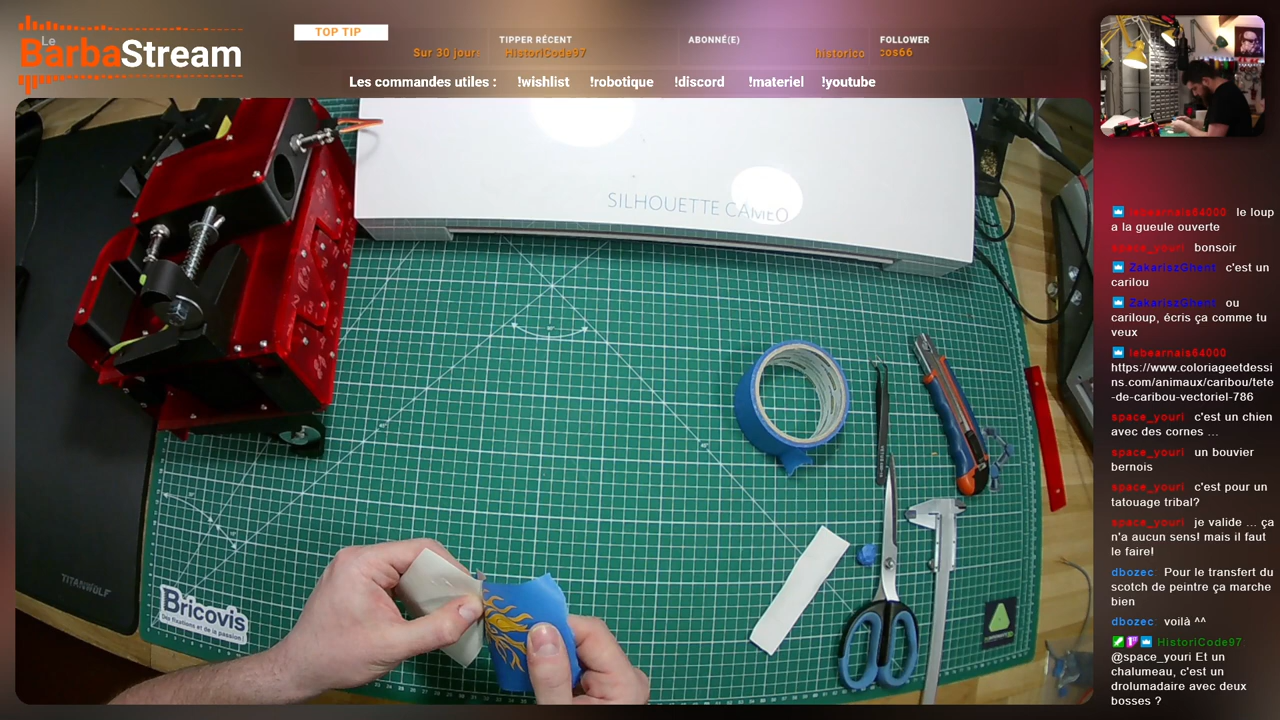 Le
BarbaStream
TOP TIP
Sur 30 jour
TIPPER RÉCENT
HistoriCode97
ABONNÉ(E)
historico
FOLLOWER
cos66
Les commandes utiles : !wishlist !robotique !discord !materiel !youtube
SILHOUETTE CAMEO
TITANWOLF
Bricovis
Des fixations et de la passion !
lebearnais64000 le loup
a la gueule ouverte
space_youri bonsoir
ZakariszGhent c'est un
carilou
ZakariszGhent ou
cariloup, écris ça comme tu
veux
lebearnais64000
https://www.coloriageetdessi
ns.com/animaux/caribou/tete
-de-caribou-vectoriel-786
space_youri c'est un chien
avec des cornes ...
space_youri un bouvier
bernois
space_youri c'est pour un
tatouage tribal?
space_youri je valide ... ça
n'a aucun sens! mais il faut
le faire!
dbozec: Pour le transfert du
scotch de peintre ça marche
bien
dbozec: voilà ^^
HistoriCode97
@space_youri Et un
chalumeau, c'est un
drolumadaire avec deux
bosses ?